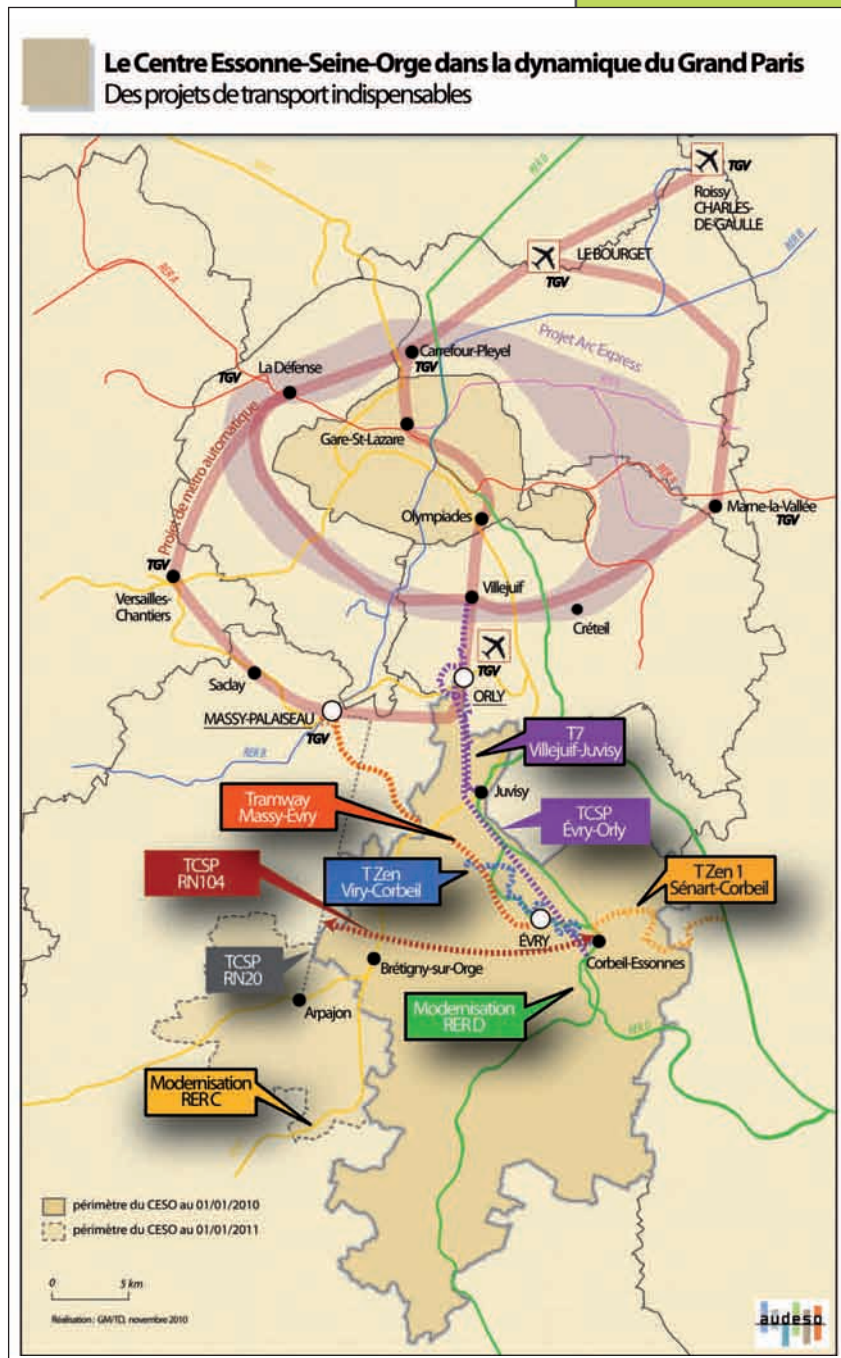 Le Centre Essonne-Seine-Orge dans la dynamique du Grand Paris
Des projets de transport indispensables
RER D
TGV
Roissy
CHARLES-
DE-GAULLE
RER B
LE BOURGET
TGV
RER A
Projet Arc Express
Carrefour-Pleyel
TGV
La Défense
TGV
Gare-St-Lazare
Projet de métro automatique
Olympiades
Marne-la-Vallée
TGV
TGV
Versailles-
Chantiers
Villejuif
Créteil
TGV
Saclay
ORLY
MASSY-PALAISEAU
TGV
RER B
T7
Villejuif-Juvisy
Juvisy
Tramway
Massy-Évry
TCSP
Évry-Orly
TCSP
RN104
T Zen
Viry-Corbeil
T Zen 1
Sénart-Corbeil
ÉVRY
Corbeil-Essonnes
TCSP
RN20
Brétigny-sur-Orge
Arpajon
Modernisation
RER D
RER D
Modernisation
RER C
périmètre du CESO au 01/01/2010
périmètre du CESO au 01/01/2011
0 5 km
Réalisation : GM/TD, novembre 2010
audeso